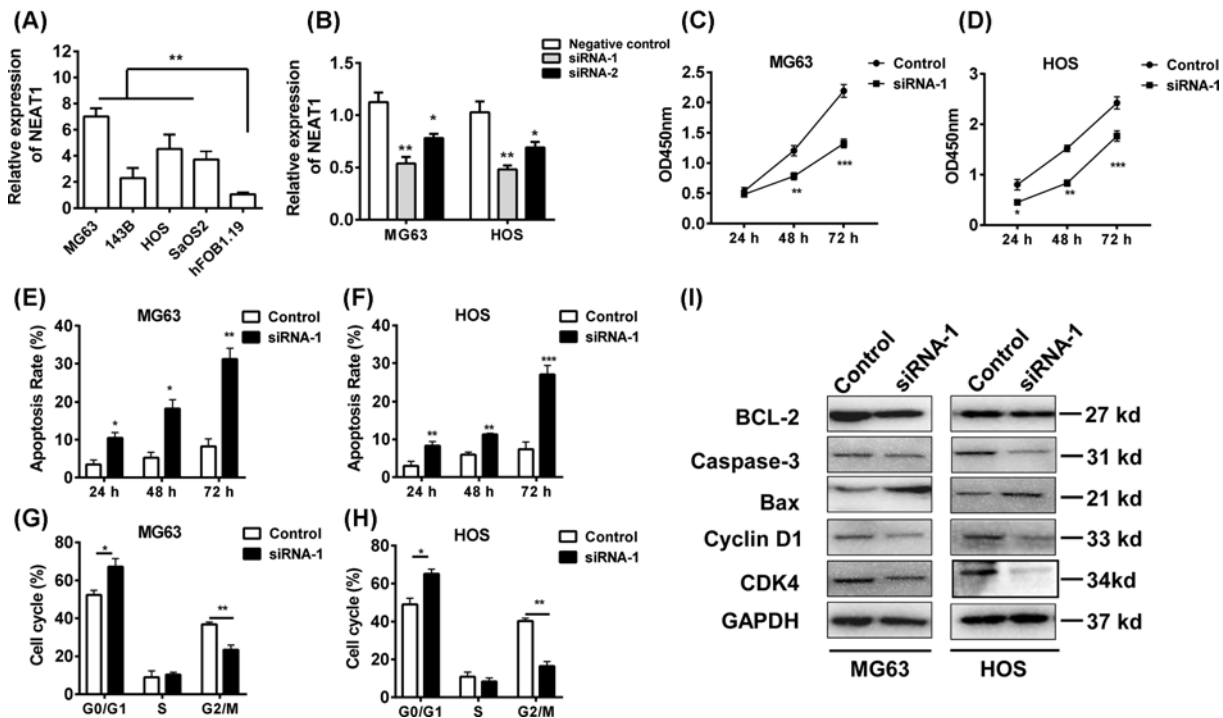 (A)
Relative expression
of NEAT1
12
10
8
6
4
2
0
**
MG63
143B
HOS
SaOS2
hFOB1.19
(B)
Negative control
siRNA-1
siRNA-2
Relative expression
of NEAT1
1.5
1.0
0.5
0.0
**
*
**
*
MG63
HOS
(C)
MG63
Control
siRNA-1
OD450nm
2.5
2.0
1.5
1.0
0.5
0.0
**
***
24 h
48 h
72 h
(D)
HOS
Control
siRNA-1
OD450nm
3
2
1
0
*
**
***
24 h
48 h
72 h
(E)
MG63
Control
siRNA-1
Apoptosis Rate (%)
40
30
20
10
0
*
*
**
24 h
48 h
72 h
(F)
HOS
Control
siRNA-1
Apoptosis Rate (%)
40
30
20
10
0
**
**
***
24 h
48 h
72 h
(G)
MG63
Control
siRNA-1
Cell cycle (%)
80
60
40
20
0
*
**
G0/G1
S
G2/M
(H)
HOS
Control
siRNA-1
Cell cycle (%)
80
60
40
20
0
*
**
G0/G1
S
G2/M
(I)
Control
siRNA-1
Control
siRNA-1
BCL-2
27 kd
Caspase-3
31 kd
Bax
21 kd
Cyclin D1
33 kd
CDK4
34kd
GAPDH
37 kd
MG63
HOS